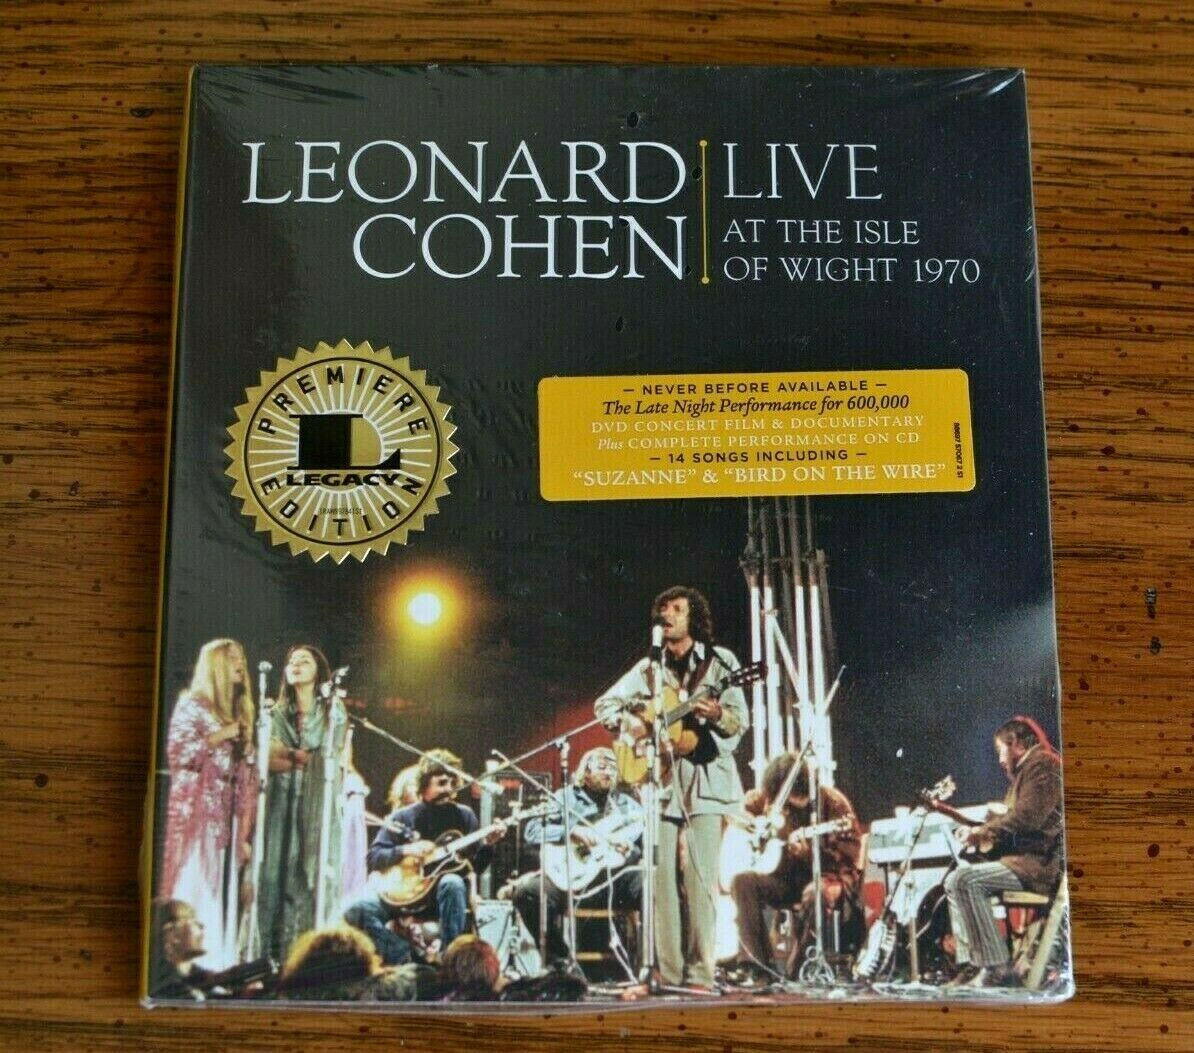 LEONARD
COHEN
LIVE
AT THE ISLE
OF WIGHT 1970
PREMIERE
L
LEGACY
EDITION
— NEVER BEFORE AVAILABLE —
The Late Night Performance for 600,000
DVD CONCERT FILM & DOCUMENTARY
Plus COMPLETE PERFORMANCE ON CD
— 14 SONGS INCLUDING —
“SUZANNE” & “BIRD ON THE WIRE”